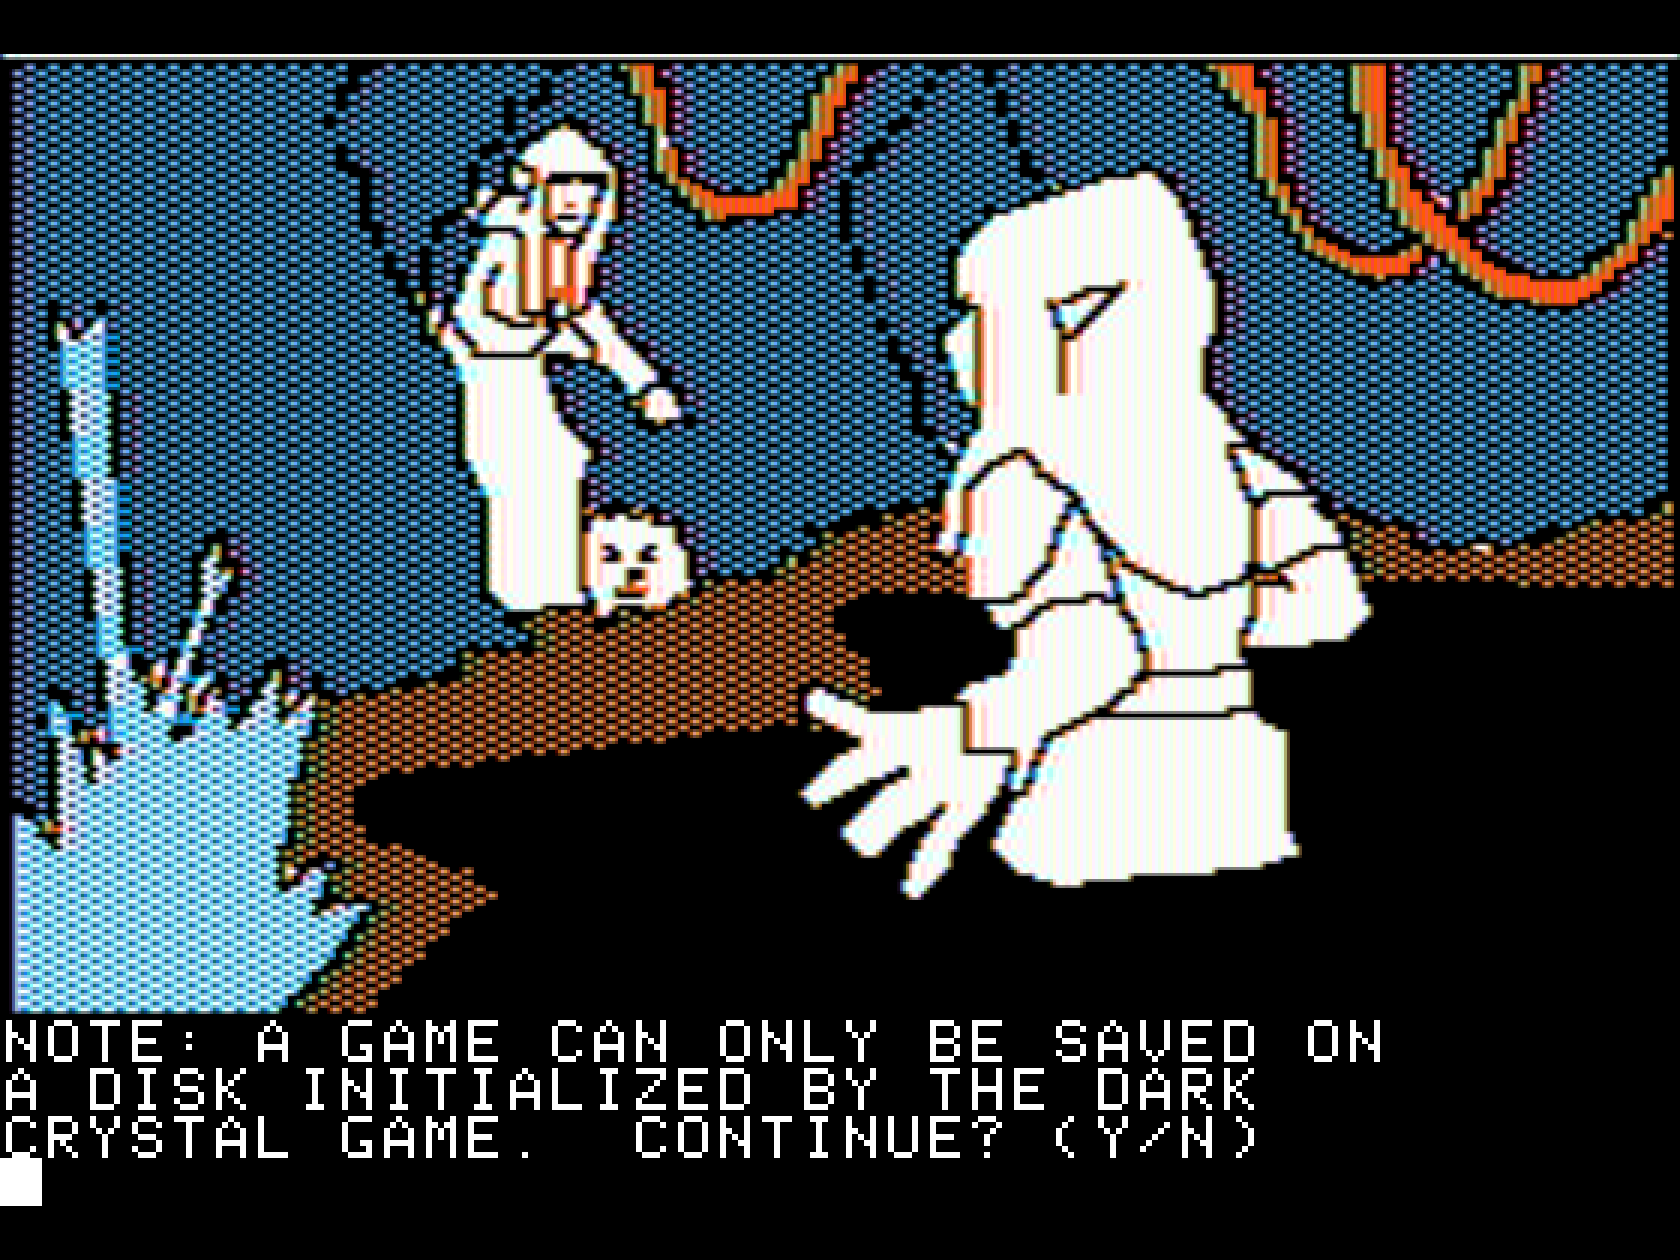 NOTE: A GAME CAN ONLY BE SAVED ON
A DISK INITIALIZED BY THE DARK
CRYSTAL GAME.  CONTINUE? (Y/N)